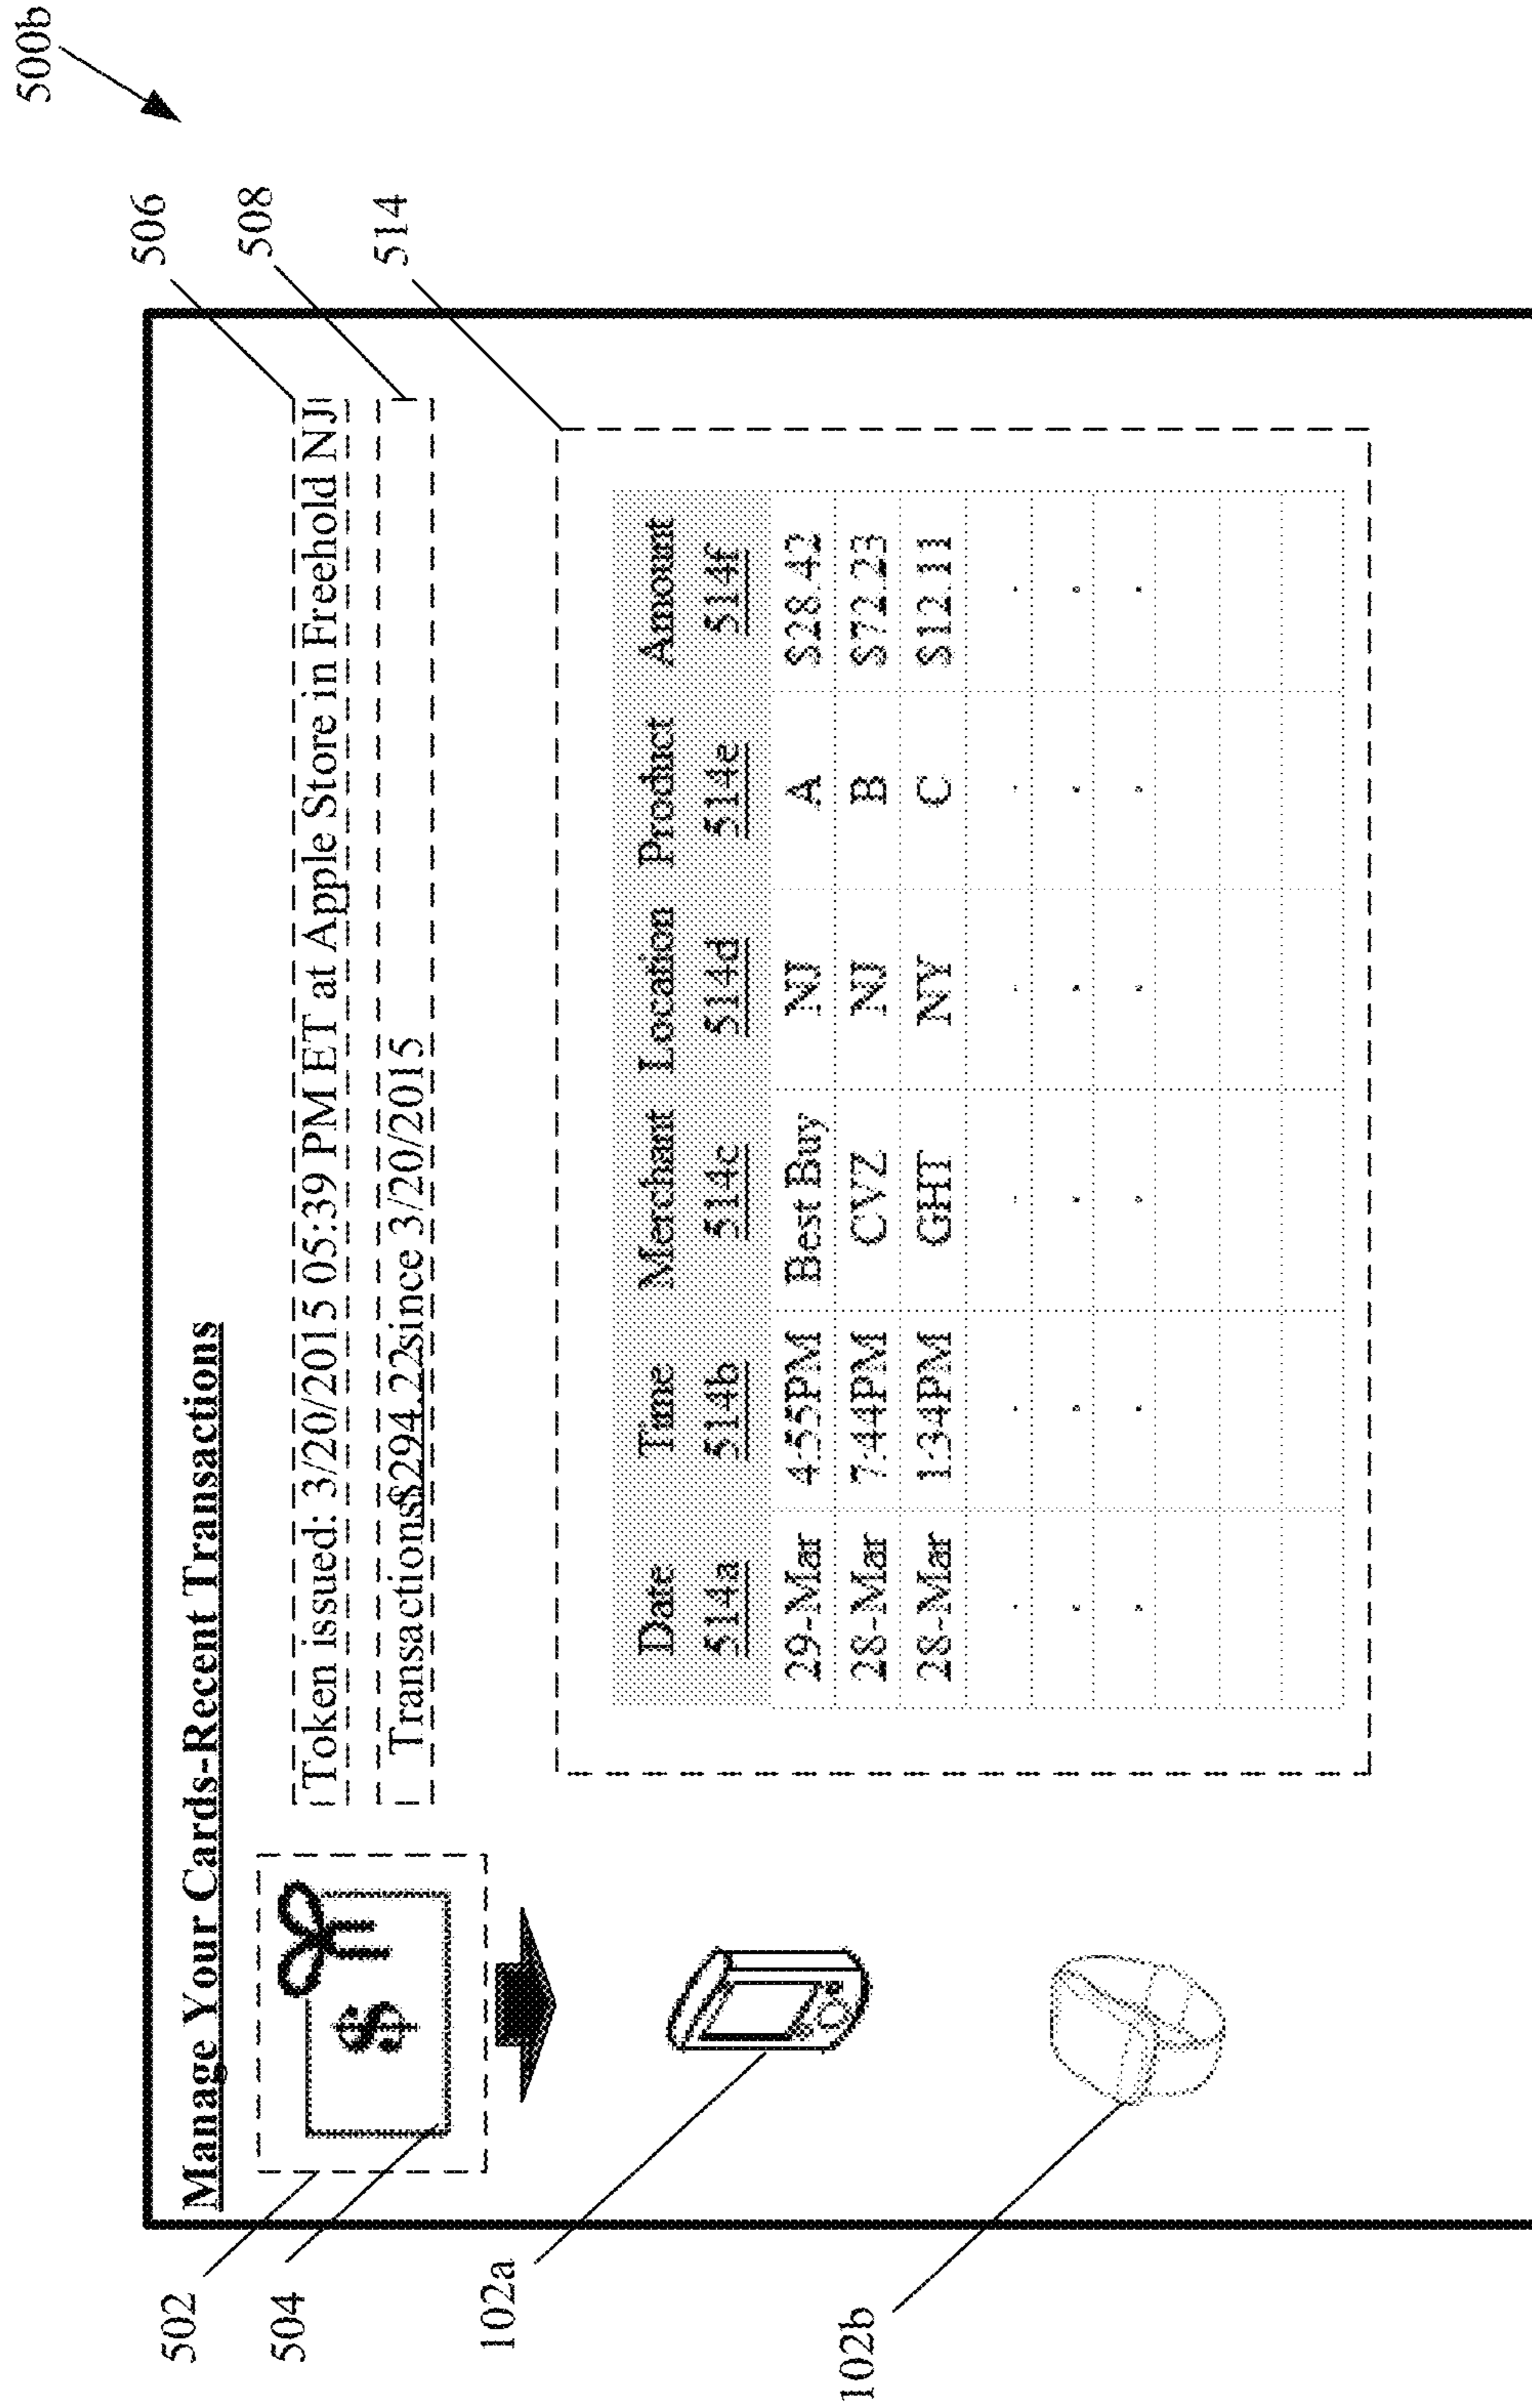 500b
Manage Your Cards-Recent Transactions
502
504
506
508
514
Token issued: 3/20/2015 05:39 PM ET at Apple Store in Freehold NJ
Transactions$294.22since 3/20/2015
$
Date Time Merchant Location Product Amount
514a 514b 514c 514d 514e 514f
29-Mar 4:55PM Best Buy NJ A $28.42
28-Mar 7:44PM CVZ NJ B $72.23
28-Mar 1:34PM GHT NY C $12.11
102a
102b